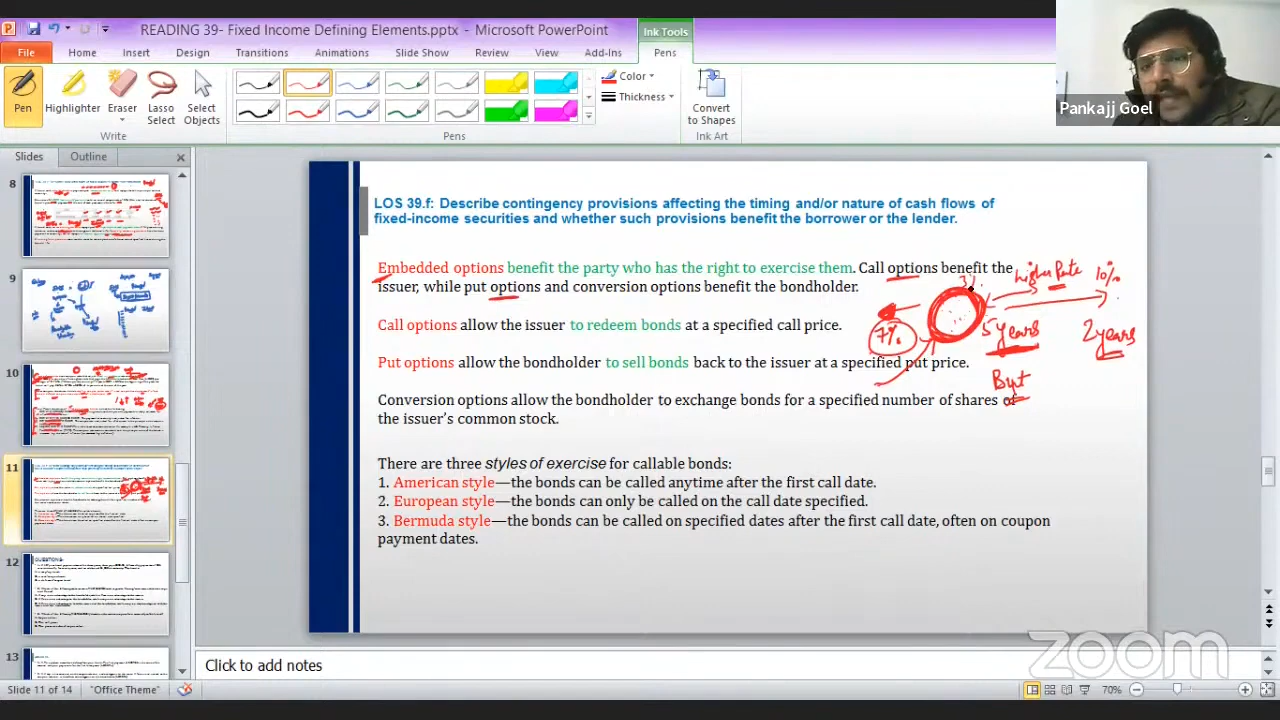 READING 39- Fixed Income Defining Elements.pptx - Microsoft PowerPoint
Ink Tools
File
Home
Insert
Design
Transitions
Animations
Slide Show
Review
View
Add-Ins
Pens
Pen
Highlighter
Eraser
Lasso Select
Select Objects
Write
Pens
Color
Thickness
Convert to Shapes
Ink Art
Pankajj Goel
Slides
Outline
8
9
10
11
12
QUESTIONS:
13
LOS 39.f: Describe contingency provisions affecting the timing and/or nature of cash flows of
fixed-income securities and whether such provisions benefit the borrower or the lender.
Embedded options benefit the party who has the right to exercise them. Call options benefit the
issuer, while put options and conversion options benefit the bondholder.
higher Rate
10%
3%
7%
5 years
2 years
Byt
Call options allow the issuer to redeem bonds at a specified call price.
Put options allow the bondholder to sell bonds back to the issuer at a specified put price.
Conversion options allow the bondholder to exchange bonds for a specified number of shares of
the issuer's common stock.
There are three styles of exercise for callable bonds:
1. American style—the bonds can be called anytime after the first call date.
2. European style—the bonds can only be called on the call date specified.
3. Bermuda style—the bonds can be called on specified dates after the first call date, often on coupon
payment dates.
zoom
Click to add notes
Slide 11 of 14
"Office Theme"
70%